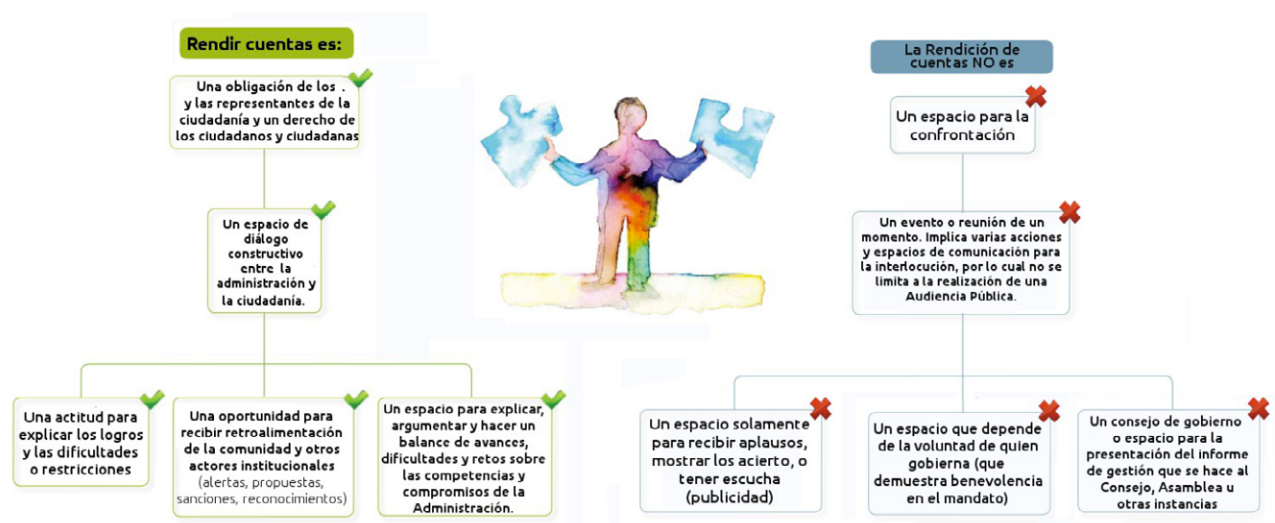 Rendir cuentas es:
Una obligación de los .
y las representantes de la
ciudadanía y un derecho de
los ciudadanos y ciudadanas
Un espacio de
diálogo
constructivo
entre la
administración y
la ciudadanía.
Una actitud para
explicar los logros
y las dificultades
o restricciones
Una oportunidad para
recibir retroalimentación
de la comunidad y otros
actores institucionales
(alertas, propuestas,
sanciones, reconocimientos)
Un espacio para explicar,
argumentar y hacer un
balance de avances,
dificultades y retos sobre
las competencias y
compromisos de la
Administración.
La Rendición de
cuentas NO es
Un espacio para la
confrontación
Un evento o reunión de un
momento. Implica varias acciones
y espacios de comunicación para
la interlocución, por lo cual no se
limita a la realización de una
Audiencia Pública.
Un espacio solamente
para recibir aplausos,
mostrar los acierto, o
tener escucha
(publicidad)
Un espacio que depende
de la voluntad de quien
gobierna (que
demuestra benevolencia
en el mandato)
Un consejo de gobierno
o espacio para la
presentación del informe
de gestión que se hace al
Consejo, Asamblea u
otras instancias